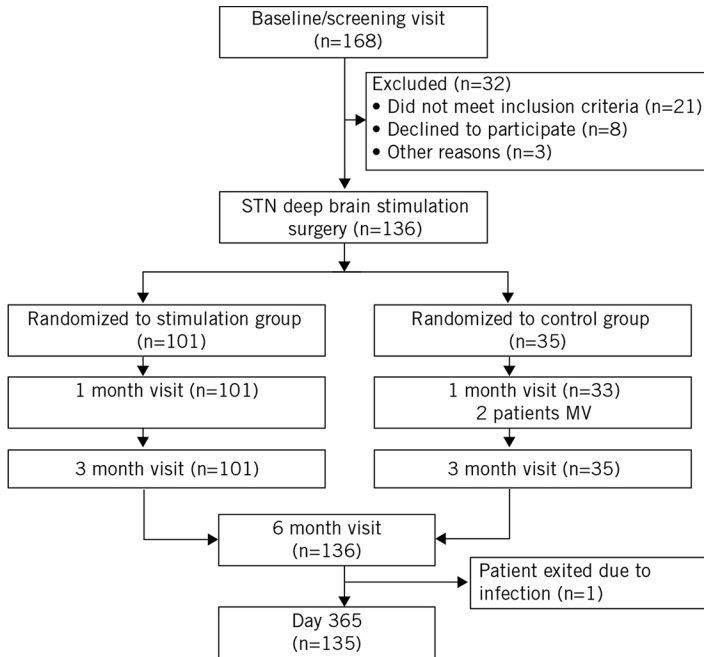 Baseline/screening visit
(n=168)
Excluded (n=32)
• Did not meet inclusion criteria (n=21)
• Declined to participate (n=8)
• Other reasons (n=3)
STN deep brain stimulation
surgery (n=136)
Randomized to stimulation group
(n=101)
Randomized to control group
(n=35)
1 month visit (n=101)
1 month visit (n=33)
2 patients MV
3 month visit (n=101)
3 month visit (n=35)
6 month visit
(n=136)
Patient exited due to
infection (n=1)
Day 365
(n=135)